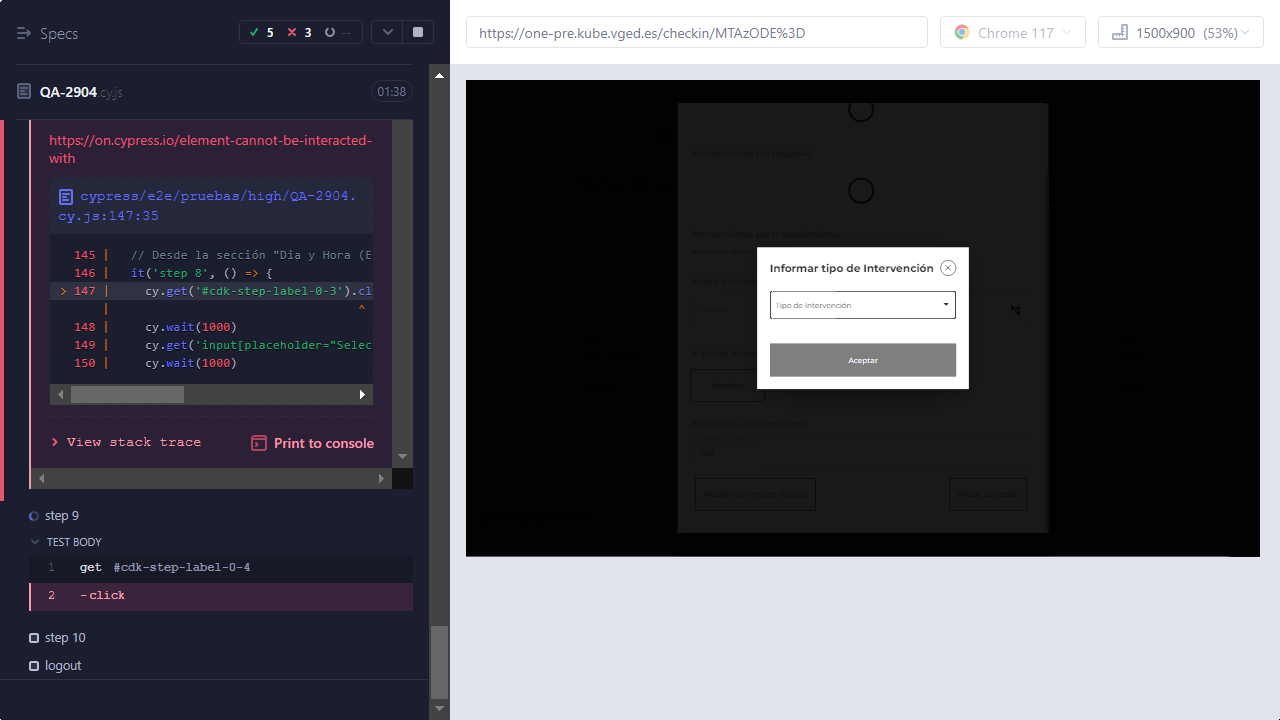 Specs
5
3
--
QA-2904.cy.js
01:38
https://on.cypress.io/element-cannot-be-interacted-
with
cypress/e2e/pruebas/high/QA-2904.
cy.js:147:35
145 | // Desde la sección "Dia y Hora (E
146 | it('step 8', () => {
> 147 | cy.get('#cdk-step-label-0-3').cl
| ^
148 | cy.wait(1000)
149 | cy.get('input[placeholder="Selec
150 | cy.wait(1000)
View stack trace
Print to console
step 9
TEST BODY
1 get #cdk-step-label-0-4
2 -click
step 10
logout
https://one-pre.kube.vged.es/checkin/MTAzODE%3D
Chrome 117
1500x900 (53%)
Informar tipo de Intervención
Tipo de Intervención
Aceptar